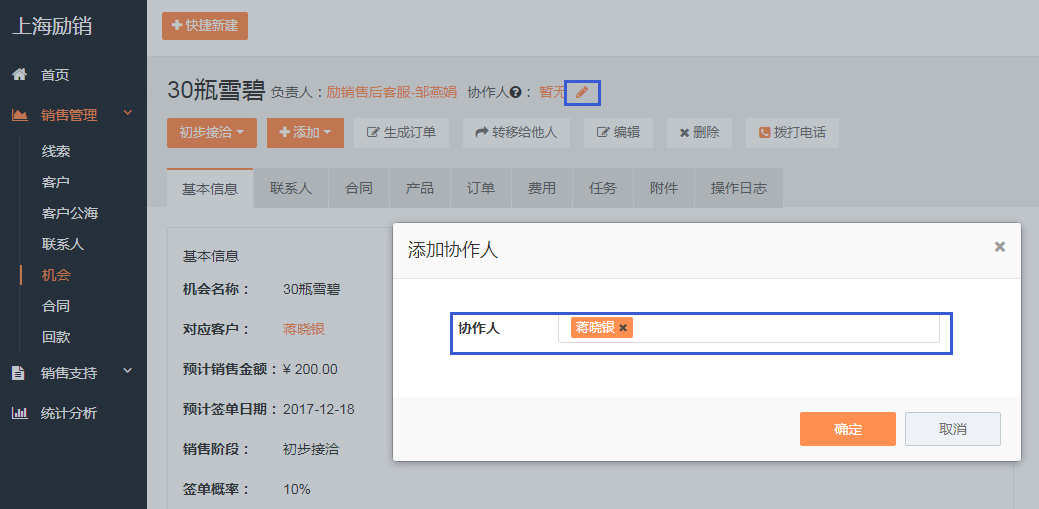 上海励销
快捷新建
首页
销售管理
线索
客户
客户公海
联系人
机会
合同
回款
销售支持
统计分析
30瓶雪碧 负责人：励销售后客服-邹燕娟 协作人?： 暂无
初步接洽 添加 生成订单 转移给他人 编辑 删除 拨打电话
基本信息 联系人 合同 产品 订单 费用 任务 附件 操作日志
基本信息
机会名称： 30瓶雪碧
对应客户： 蒋晓银
预计销售金额： ¥ 200.00
预计签单日期： 2017-12-18
销售阶段： 初步接洽
签单概率： 10%
添加协作人 ×
协作人 蒋晓银 ×
确定 取消